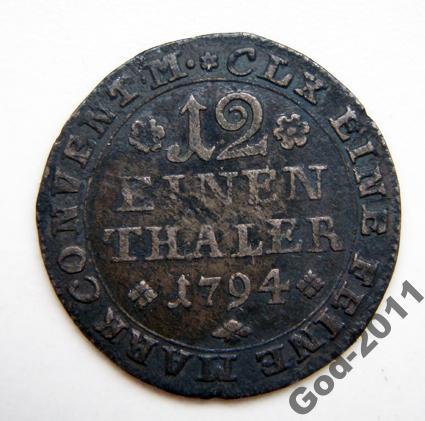 CLX EINE FEINE MARK CONVENT. M.
12
EINEN
THALER
1794
God-2011